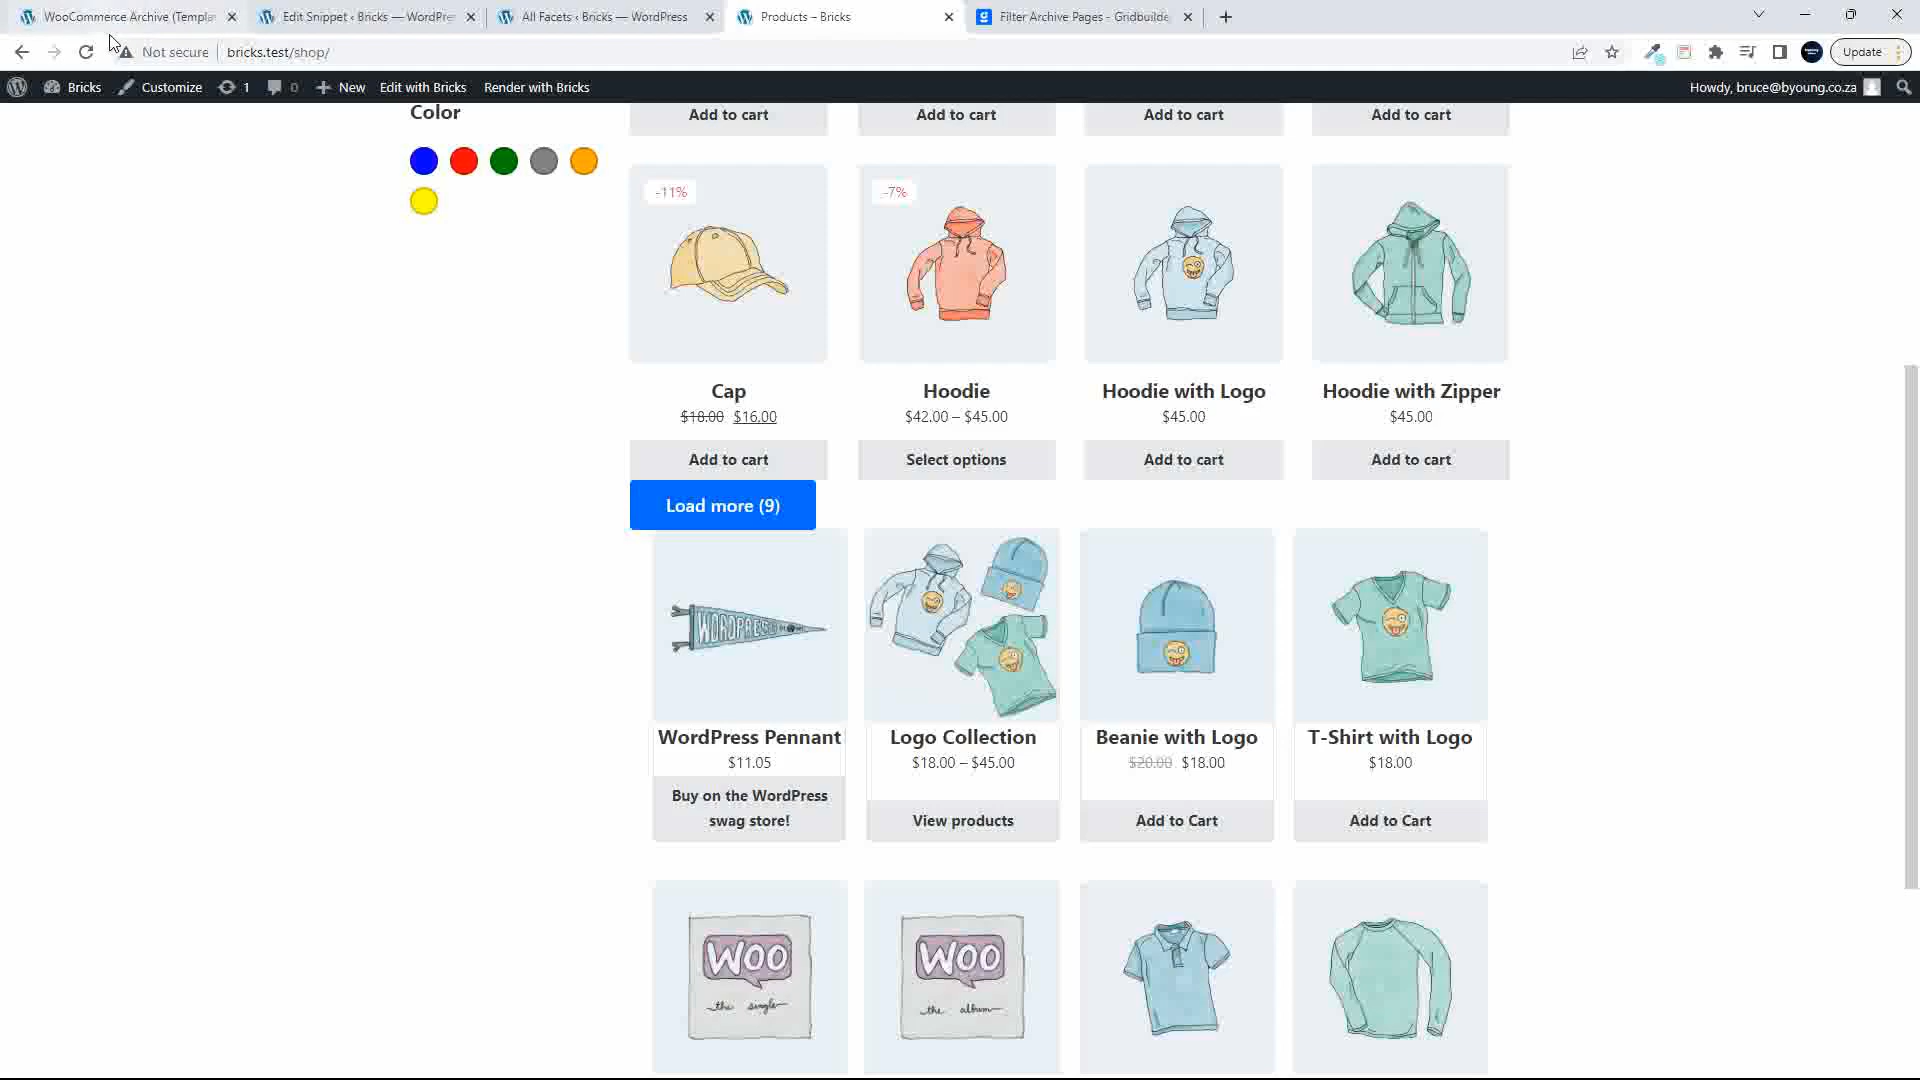 WooCommerce Archive (Templat
Edit Snippet ‹ Bricks — WordPre
All Facets ‹ Bricks — WordPress
Products – Bricks
Filter Archive Pages - Gridbuilde
Not secure
bricks.test/shop/
Update
Bricks
Customize
1
0
New
Edit with Bricks
Render with Bricks
Howdy, bruce@byoung.co.za
Color
Add to cart
Add to cart
Add to cart
Add to cart
-11%
-7%
Cap
Hoodie
Hoodie with Logo
Hoodie with Zipper
$18.00 $16.00
$42.00 – $45.00
$45.00
$45.00
Add to cart
Select options
Add to cart
Add to cart
Load more (9)
WORDPRESS
WordPress Pennant
Logo Collection
Beanie with Logo
T-Shirt with Logo
$11.05
$18.00 – $45.00
$20.00 $18.00
$18.00
Buy on the WordPress
swag store!
View products
Add to Cart
Add to Cart
WOO
the single
WOO
the album